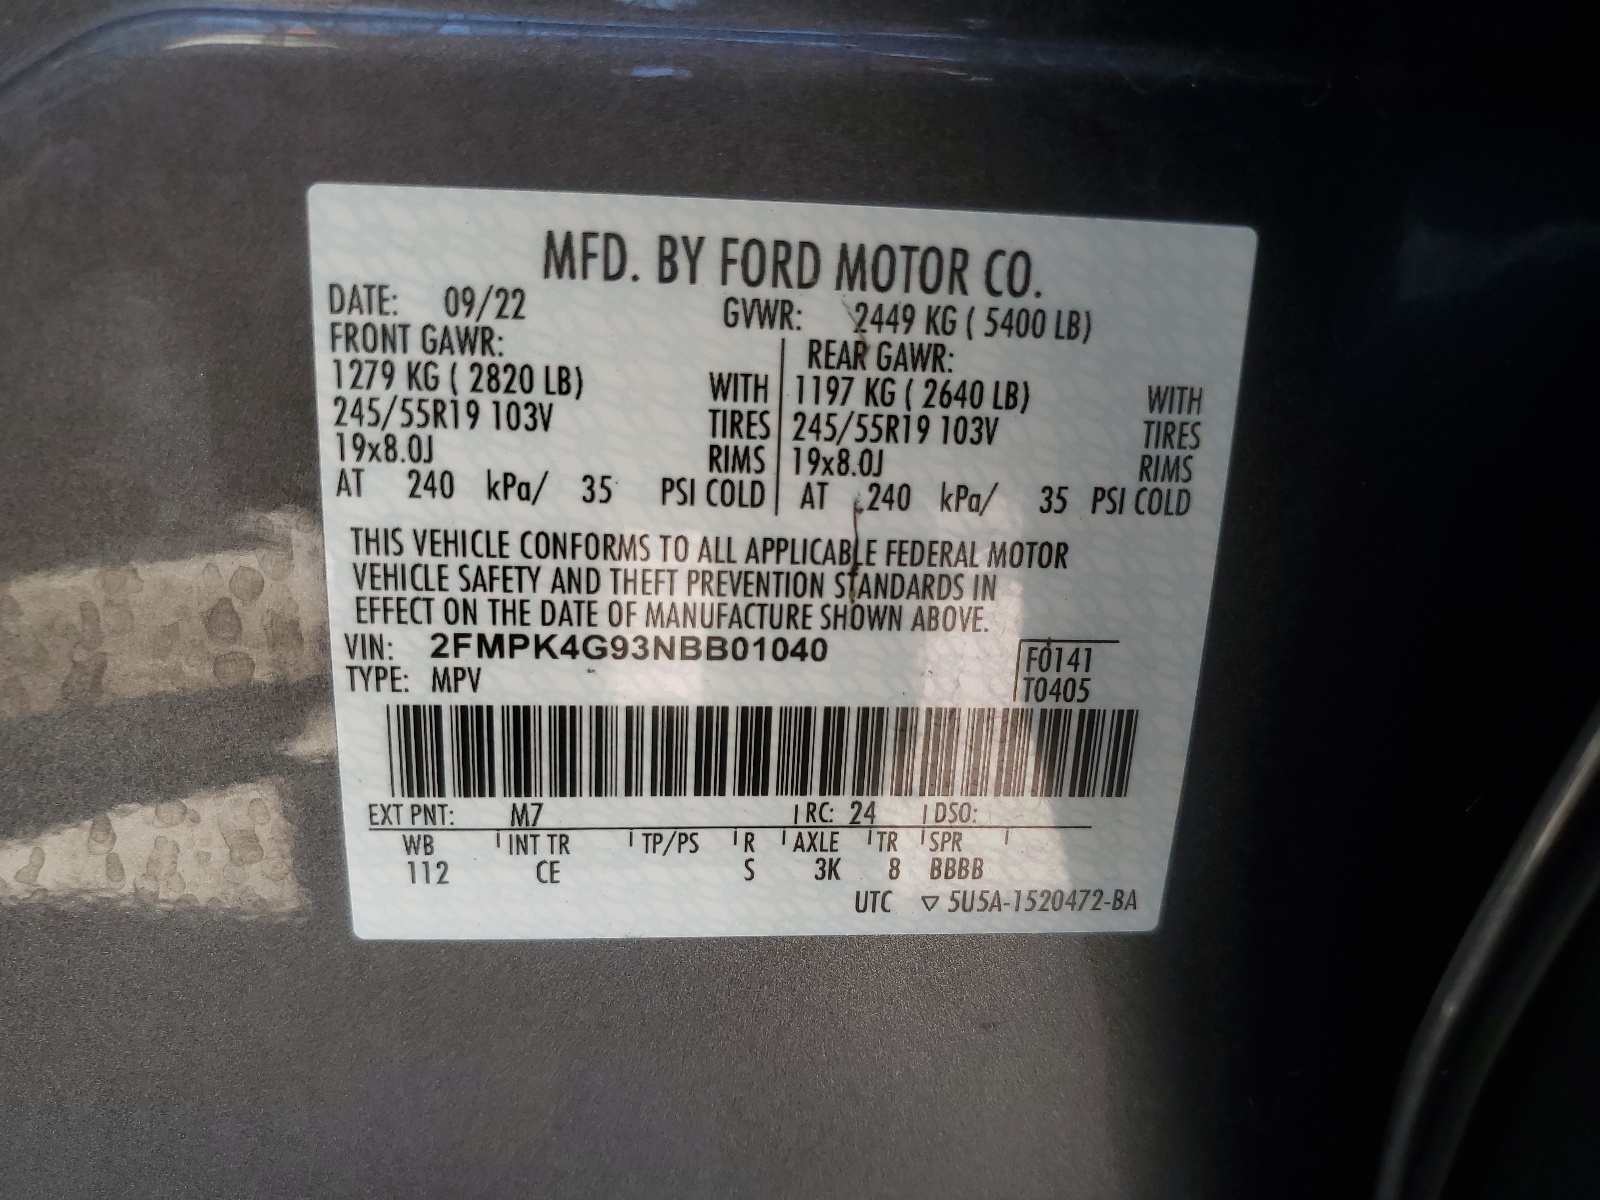 MFD. BY FORD MOTOR CO.
DATE: 09/22 GVWR: 2449 KG ( 5400 LB)
FRONT GAWR: REAR GAWR:
1279 KG ( 2820 LB) WITH 1197 KG ( 2640 LB) WITH
245/55R19 103V TIRES 245/55R19 103V TIRES
19x8.0J RIMS 19x8.0J RIMS
AT 240 kPa/ 35 PSI COLD AT 240 kPa/ 35 PSI COLD
THIS VEHICLE CONFORMS TO ALL APPLICABLE FEDERAL MOTOR
VEHICLE SAFETY AND THEFT PREVENTION STANDARDS IN
EFFECT ON THE DATE OF MANUFACTURE SHOWN ABOVE.
VIN: 2FMPK4G93NBB01040 F0141
TYPE: MPV T0405
EXT PNT: M7 RC: 24 DSO:
WB INT TR TP/PS R AXLE TR SPR
112 CE S 3K 8 BBBB
UTC ▽ 5U5A-1520472-BA